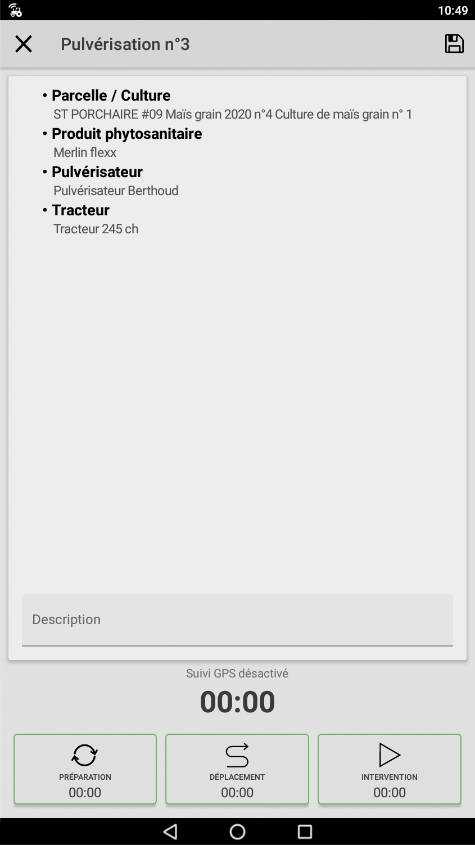 10:49
Pulvérisation n°3
• Parcelle / Culture
ST PORCHAIRE #09 Maïs grain 2020 n°4 Culture de maïs grain n° 1
• Produit phytosanitaire
Merlin flexx
• Pulvérisateur
Pulvérisateur Berthoud
• Tracteur
Tracteur 245 ch
Description
Suivi GPS désactivé
00:00
PRÉPARATION
00:00
DÉPLACEMENT
00:00
INTERVENTION
00:00